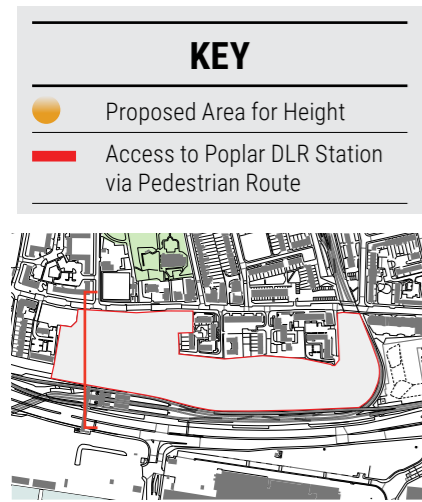 KEY
Proposed Area for Height
Access to Poplar DLR Station
via Pedestrian Route